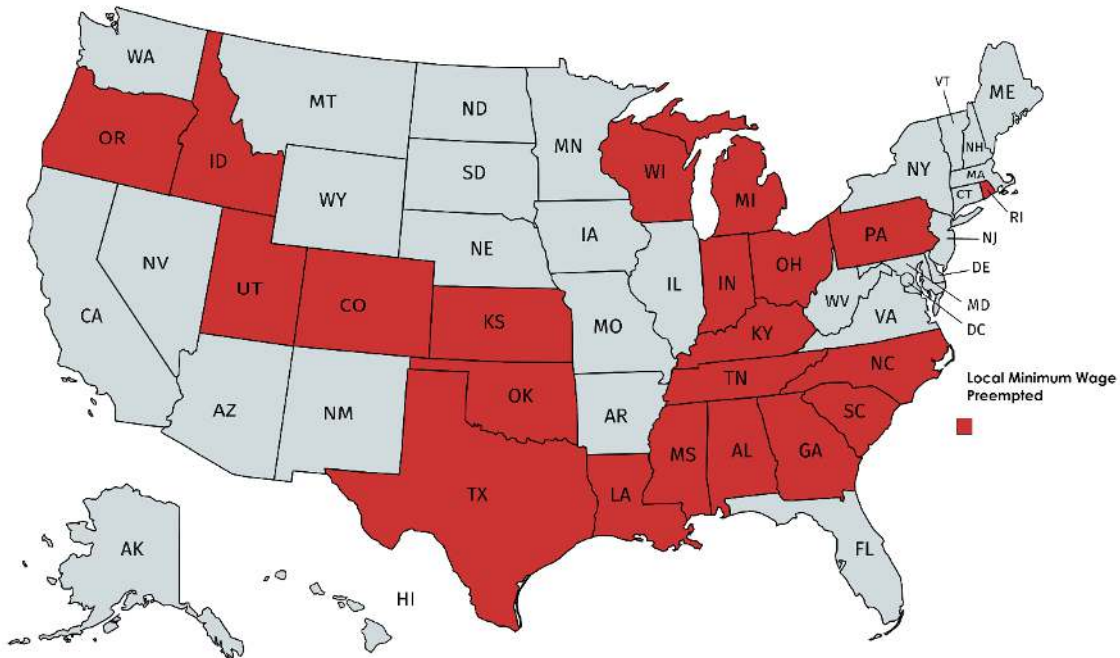 WA
OR
ID
MT
ND
SD
WY
NE
MN
IA
WI
MI
VT
ME
NH
NY
MA
CT
RI
NJ
PA
DE
MD
DC
NV
CA
UT
CO
KS
MO
IL
IN
OH
WV
VA
KY
AZ
NM
OK
AR
TN
NC
SC
MS
AL
GA
TX
LA
FL
AK
HI
Local Minimum Wage
Preempted